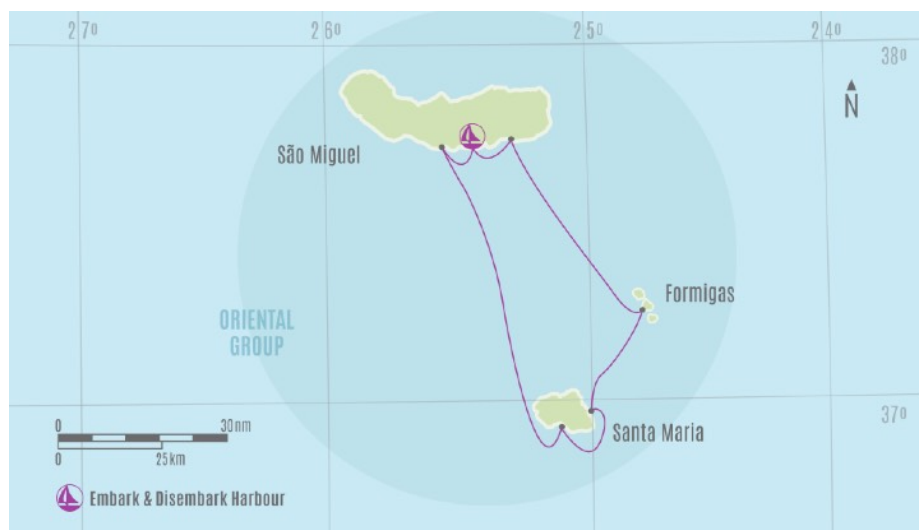 27º
26º
25º
24º
38º
N
São Miguel
Formigas
ORIENTAL
GROUP
37º
0
30nm
Santa Maria
0
25km
Embark & Disembark Harbour